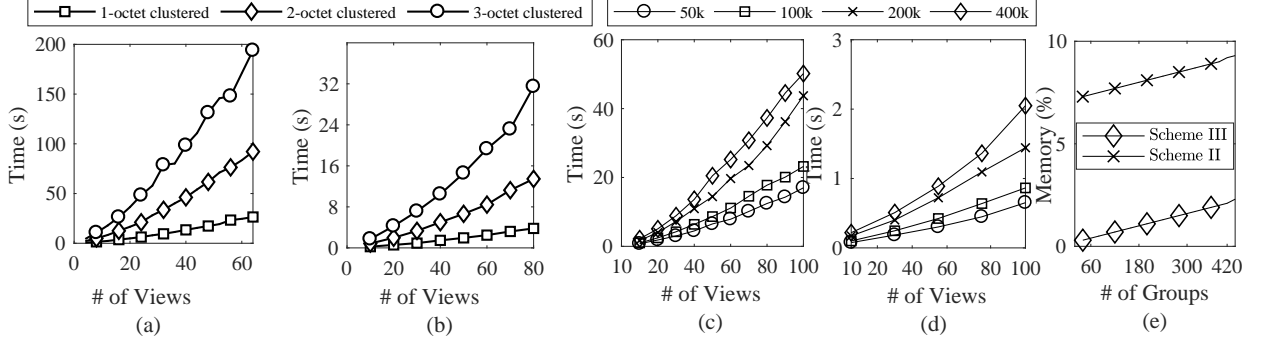 1-octet clustered 2-octet clustered 3-octet clustered
50k 100k 200k 400k
200
150
100
50
0
0 20 40 60
Time (s)
# of Views
(a)
32
24
16
8
0
0 20 40 60 80
Time (s)
# of Views
(b)
60
40
20
0
10 20 40 60 80 100
Time (s)
# of Views
(c)
3
2
1
0
10 20 40 60 80 100
Time (s)
# of Views
(d)
10
5
0
60 180 300 420
Memory (%)
Scheme III
Scheme II
# of Groups
(e)